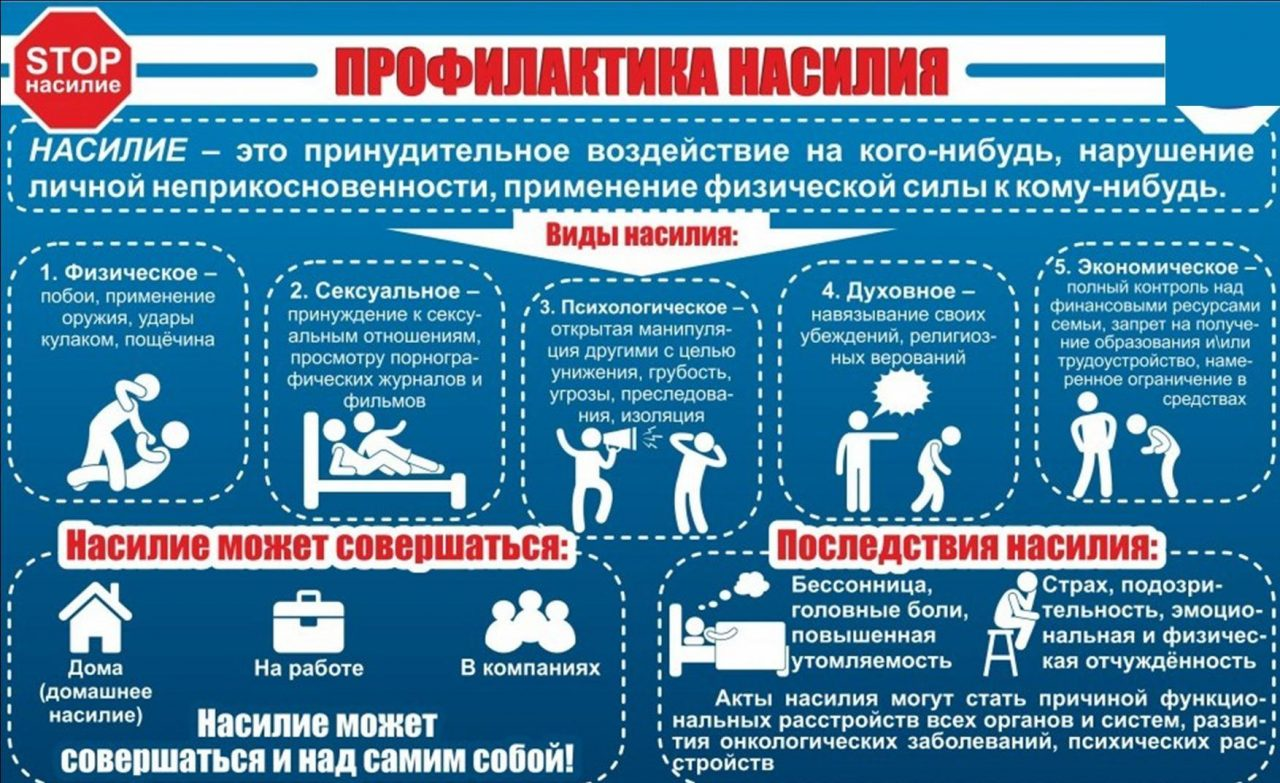 STOP
насилие
ПРОФИЛАКТИКА НАСИЛИЯ
НАСИЛИЕ – это принудительное воздействие на кого-нибудь, нарушение
личной неприкосновенности, применение физической силы к кому-нибудь.
Виды насилия:
1. Физическое –
побои, применение
оружия, удары
кулаком, пощёчина
2. Сексуальное –
принуждение к сексу-
альным отношениям,
просмотру порногра-
фических журналов и
фильмов
3. Психологическое –
открытая манипуля-
ция другими с целью
унижения, грубость,
угрозы, преследова-
ния, изоляция
4. Духовное –
навязывание своих
убеждений, религиоз-
ных верований
5. Экономическое –
полный контроль над
финансовыми ресурсами
семьи, запрет на получе-
ние образования и\или
трудоустройство, наме-
ренное ограничение в
средствах
Насилие может совершаться:
Дома
(домашнее
насилие)
На работе
В компаниях
Насилие может
совершаться и над самим собой!
Последствия насилия:
Бессонница,
головные боли,
повышенная
утомляемость
Страх, подозри-
тельность, эмоцио-
нальная и физичес-
кая отчуждённость
Акты насилия могут стать причиной функцио-
нальных расстройств всех органов и систем, разви-
тия онкологических заболеваний, психических рас-
стройств